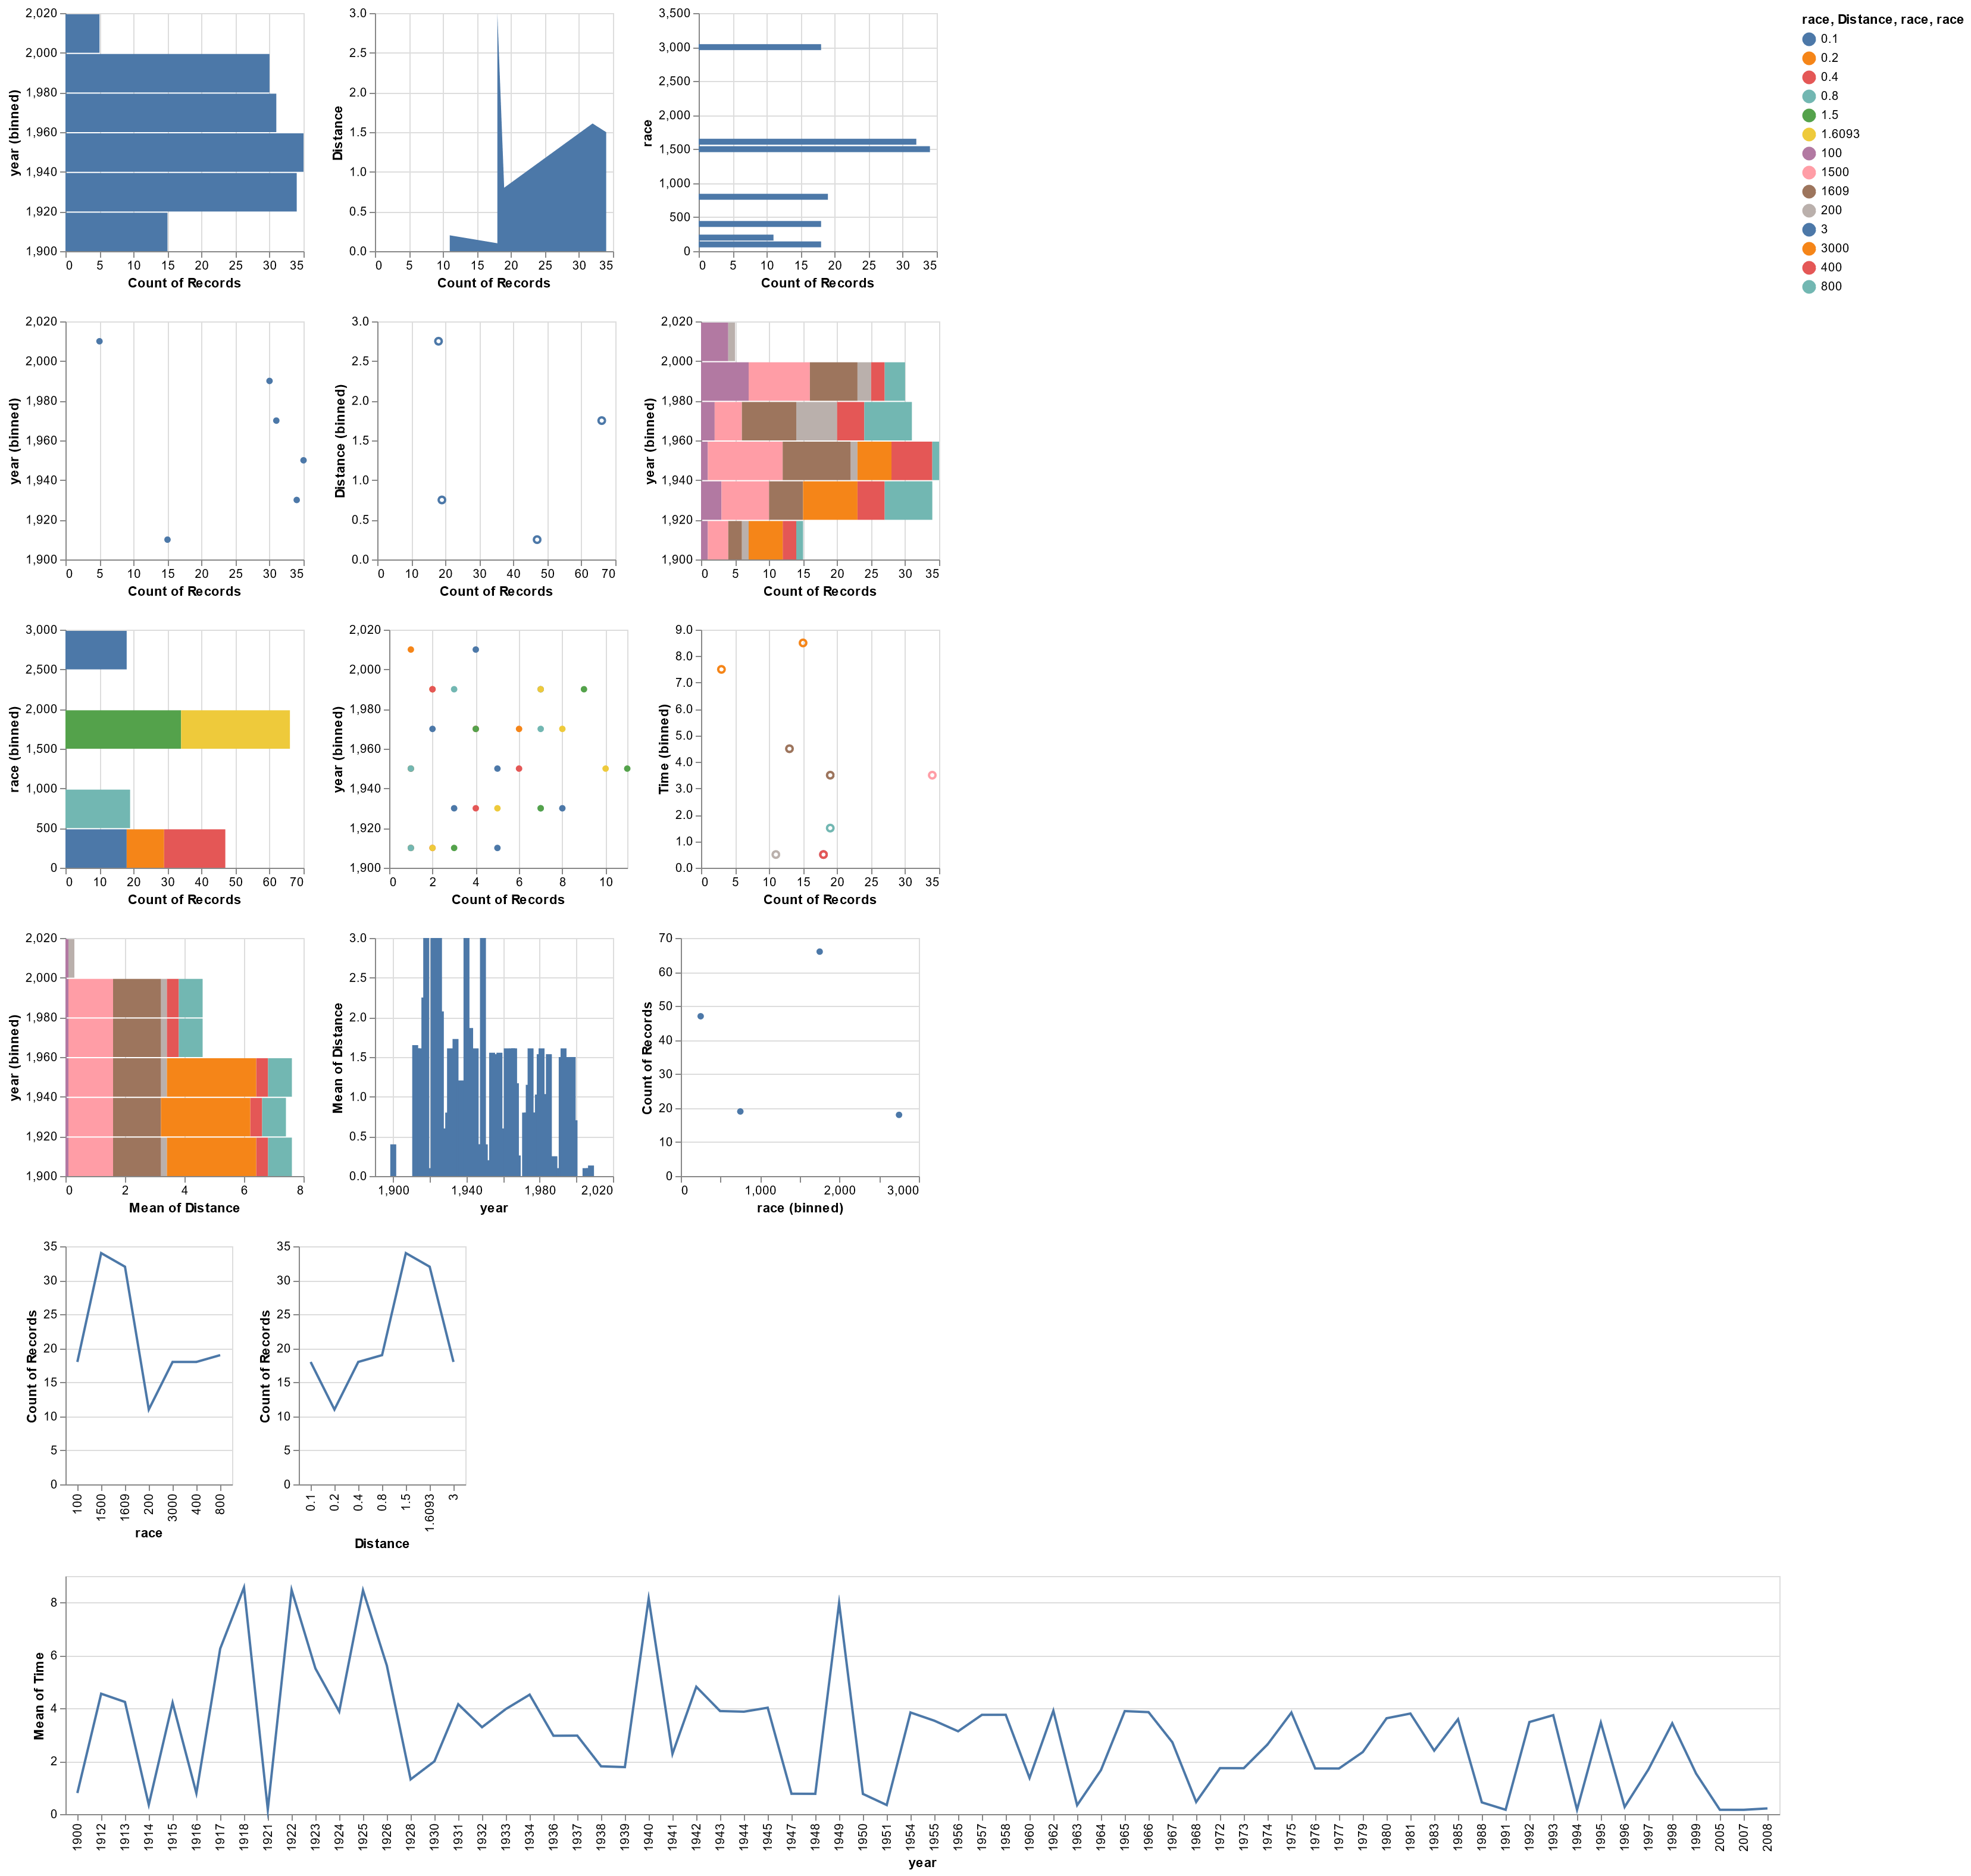 2,020
2,000
1,980
1,960
1,940
1,920
1,900
year (binned)
0 5 10 15 20 25 30 35
Count of Records
3.0
2.5
2.0
1.5
1.0
0.5
0.0
Distance
0 5 10 15 20 25 30 35
Count of Records
3,500
3,000
2,500
2,000
1,500
1,000
500
0
race
0 5 10 15 20 25 30 35
Count of Records
race, Distance, race, race
0.1
0.2
0.4
0.8
1.5
1.6093
100
1500
1609
200
3
3000
400
800
2,020
2,000
1,980
1,960
1,940
1,920
1,900
year (binned)
0 5 10 15 20 25 30 35
Count of Records
3.0
2.5
2.0
1.5
1.0
0.5
0.0
Distance (binned)
0 10 20 30 40 50 60 70
Count of Records
2,020
2,000
1,980
1,960
1,940
1,920
1,900
year (binned)
0 5 10 15 20 25 30 35
Count of Records
3,000
2,500
2,000
1,500
1,000
500
0
race (binned)
0 10 20 30 40 50 60 70
Count of Records
2,020
2,000
1,980
1,960
1,940
1,920
1,900
year (binned)
0 2 4 6 8 10
Count of Records
9.0
8.0
7.0
6.0
5.0
4.0
3.0
2.0
1.0
0.0
Time (binned)
0 5 10 15 20 25 30 35
Count of Records
2,020
2,000
1,980
1,960
1,940
1,920
1,900
year (binned)
0 2 4 6 8
Mean of Distance
3.0
2.5
2.0
1.5
1.0
0.5
0.0
Mean of Distance
1,900 1,940 1,980 2,020
year
70
60
50
40
30
20
10
0
Count of Records
0 1,000 2,000 3,000
race (binned)
35
30
25
20
15
10
5
0
Count of Records
100 1500 1609 200 3000 400 800
race
35
30
25
20
15
10
5
0
Count of Records
0.1 0.2 0.4 0.8 1.5 1.6093 3
Distance
8
6
4
2
0
Mean of Time
1900 1912 1913 1914 1915 1916 1917 1918 1921 1922 1923 1924 1925 1926 1928 1930 1931 1932 1933 1934 1936 1937 1938 1939 1940 1941 1942 1943 1944 1945 1947 1948 1949 1950 1951 1954 1955 1956 1957 1958 1960 1962 1963 1964 1965 1966 1967 1968 1972 1973 1974 1975 1976 1977 1979 1980 1981 1983 1985 1988 1991 1992 1993 1994 1995 1996 1997 1998 1999 2005 2007 2008
year